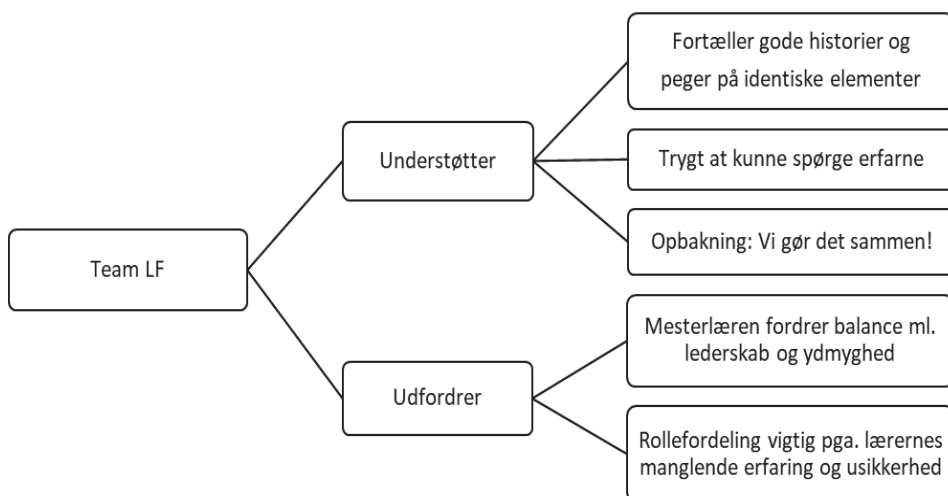 Team LF
Understøtter
Fortæller gode historier og
peger på identiske elementer
Trygt at kunne spørge erfarne
Opbakning: Vi gør det sammen!
Udfordrer
Mesterlæren fordrer balance ml.
lederskab og ydmyghed
Rollefordeling vigtig pga. lærernes
manglende erfaring og usikkerhed